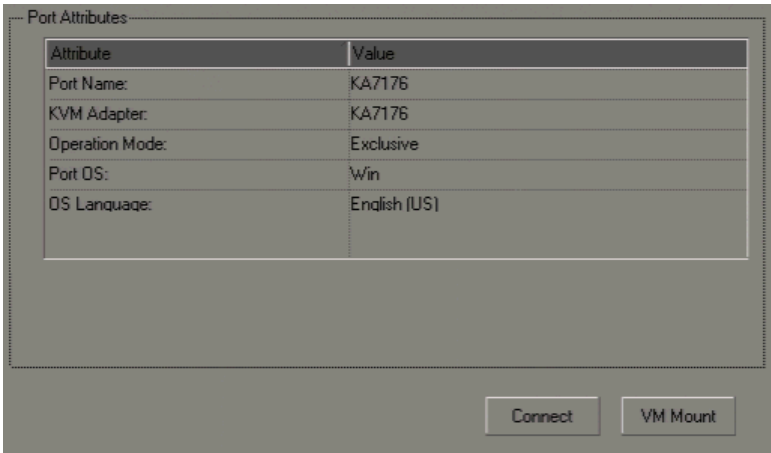 Port Attributes
Attribute Value
Port Name: KA7176
KVM Adapter: KA7176
Operation Mode: Exclusive
Port OS: Win
OS Language: English (US)
Connect VM Mount